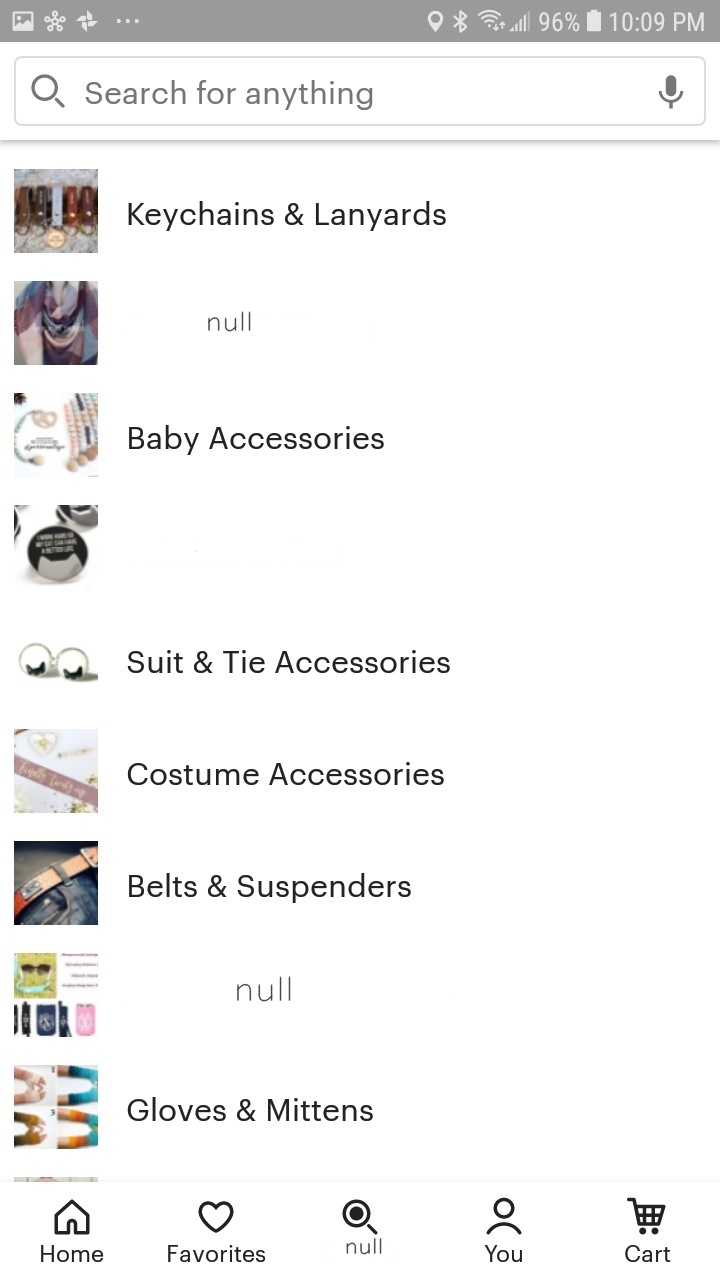 96% 10:09 PM
Search for anything
Keychains & Lanyards
null
Baby Accessories
I WORK HARD SO
MY CAT CAN HAVE
A BETTER LIFE
Suit & Tie Accessories
Costume Accessories
Belts & Suspenders
null
Gloves & Mittens
Home Favorites null You Cart